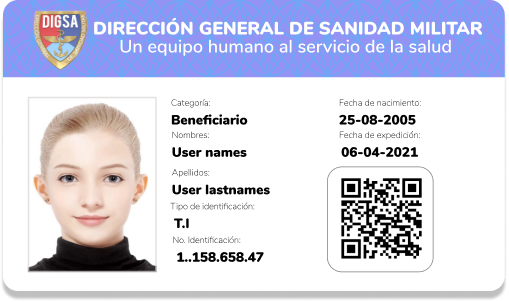 DIGSA
DIRECCIÓN GENERAL DE SANIDAD MILITAR
Un equipo humano al servicio de la salud
Categoría:
Beneficiario
Nombres:
User names
Apellidos:
User lastnames
Tipo de identificación:
T.I
No. Identificación:
1..158.658.47
Fecha de nacimiento:
25-08-2005
Fecha de expedición:
06-04-2021